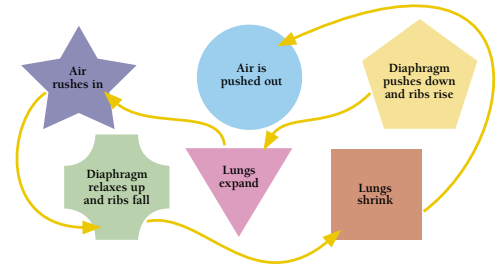 Air
rushes in
Air is
pushed out
Diaphragm
pushes down
and ribs rise
Diaphragm
relaxes up
and ribs fall
Lungs
expand
Lungs
shrink